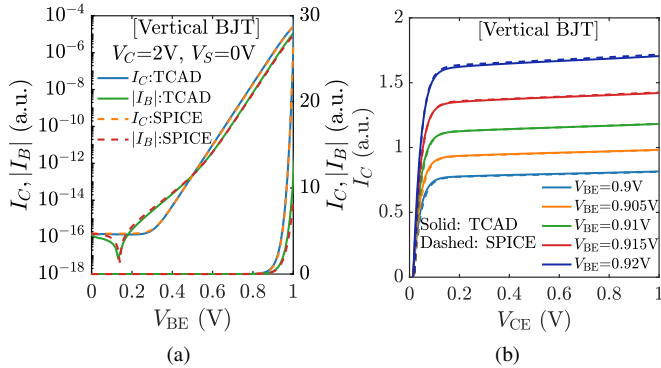 [Vertical BJT]
V_C=2V, V_S=0V
I_C:TCAD
|I_B|:TCAD
I_C:SPICE
|I_B|:SPICE
I_C, |I_B| (a.u.)
10^-4
10^-6
10^-8
10^-10
10^-12
10^-14
10^-16
10^-18
30
20
10
0
I_C, |I_B| (a.u.)
0 0.2 0.4 0.6 0.8 1
V_BE (V)
(a)
[Vertical BJT]
I_C (a.u.)
2
1.5
1
0.5
0
V_BE=0.9V
V_BE=0.905V
V_BE=0.91V
V_BE=0.915V
V_BE=0.92V
Solid: TCAD
Dashed: SPICE
0 0.2 0.4 0.6 0.8 1
V_CE (V)
(b)